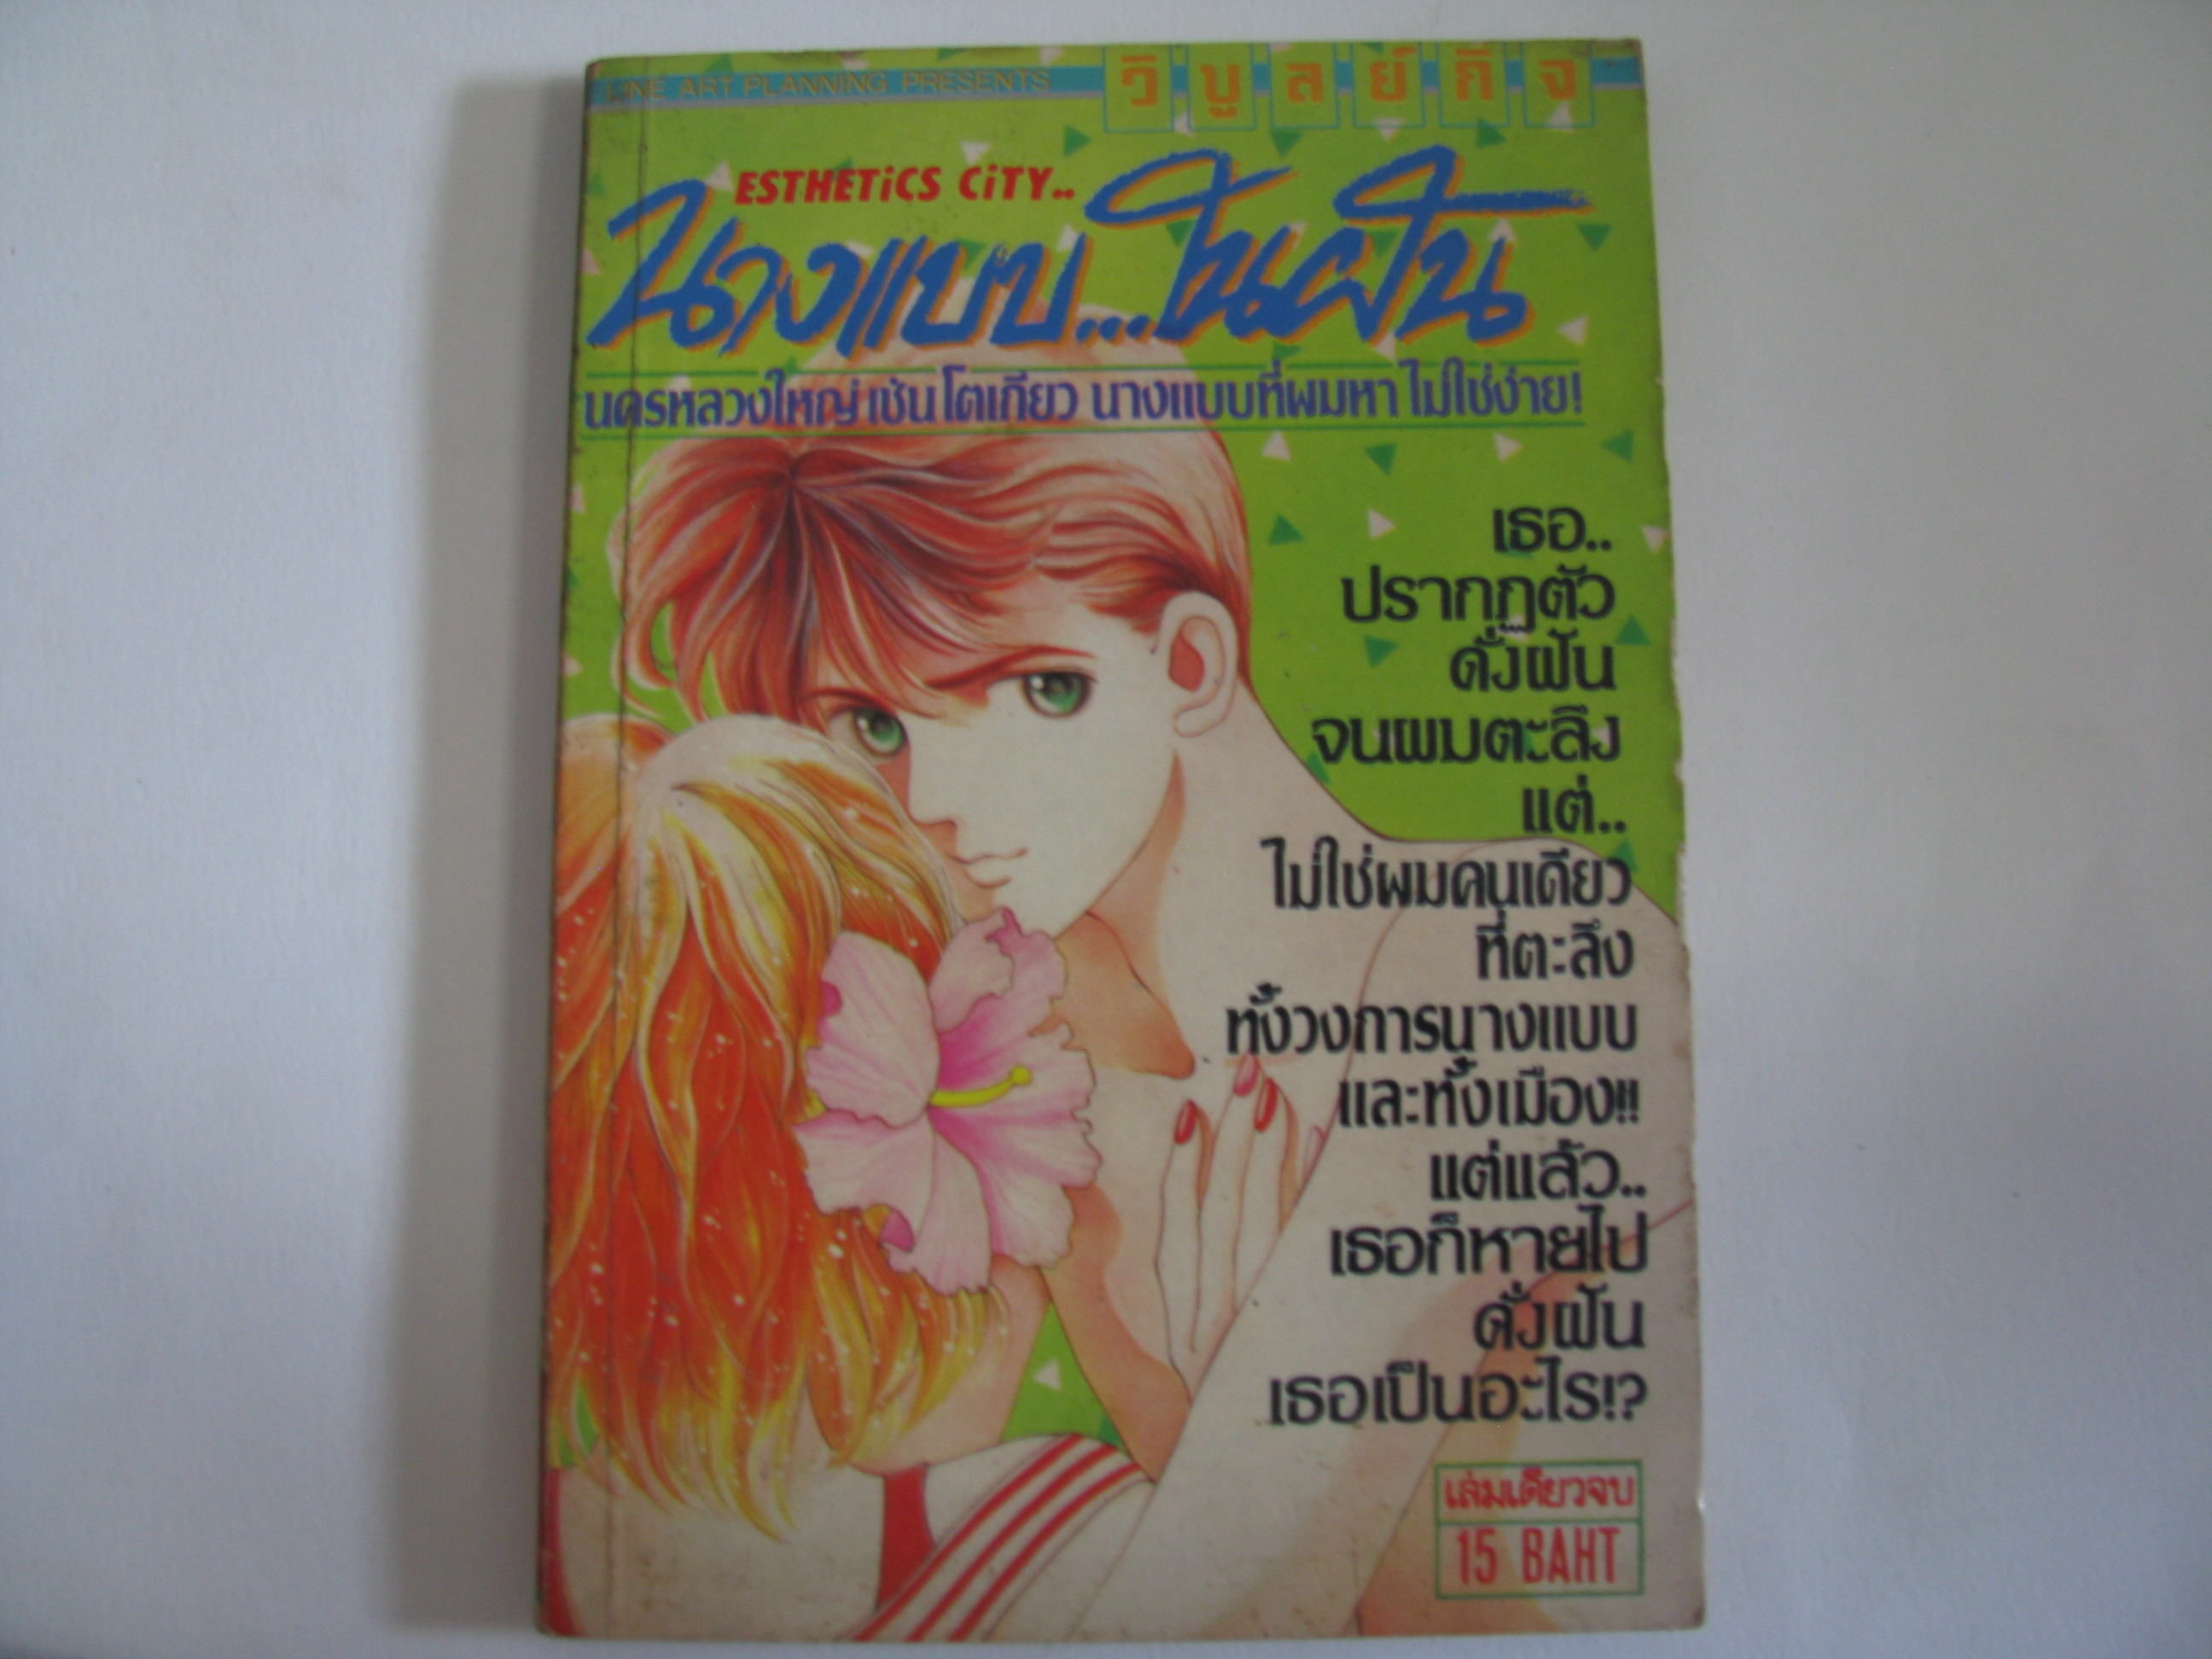 LINE ART PLANNING PRESENTS
วิบูลย์กิจ
ESTHETiCS CiTY..
นางแบบ...ในฝัน
นครหลวงใหญ่เช่นโตเกียว นางแบบที่ผมหา ไม่ใช่ง่าย!
เธอ..
ปรากฏตัว
ดั่งฝัน
จนผมตะลึง
แต่..
ไม่ใช่ผมคนเดียว
ที่ตะลึง
ทั้งวงการนางแบบ
และทั้งเมือง!!
แต่แล้ว..
เธอก็หายไป
ดั่งฝัน
เธอเป็นอะไร!?
เล่มเดียวจบ
15 BAHT